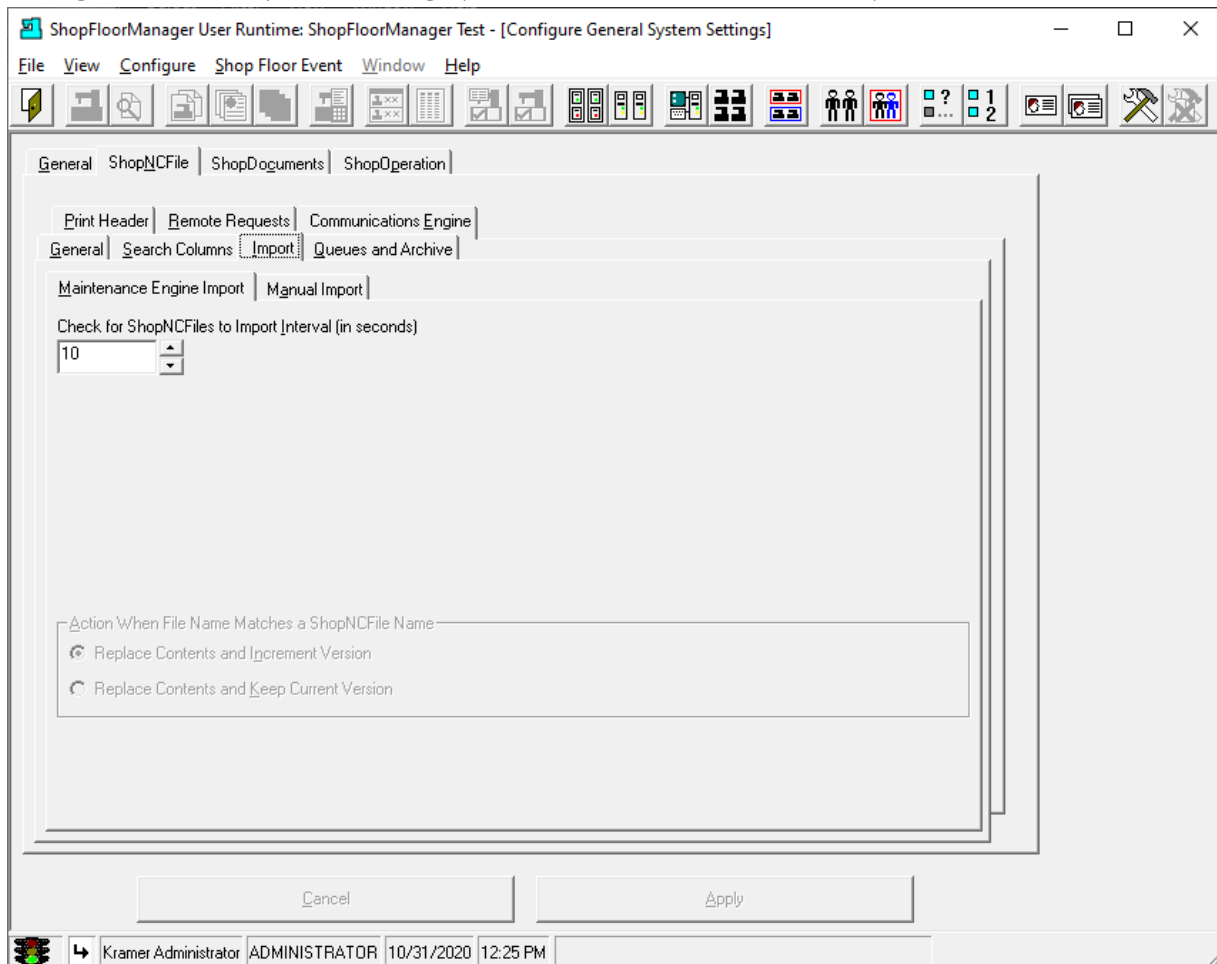 ShopFloorManager User Runtime: ShopFloorManager Test - [Configure General System Settings]
File View Configure Shop Floor Event Window Help
General ShopNCFile ShopDocuments ShopOperation
Print Header Remote Requests Communications Engine
General Search Columns Import Queues and Archive
Maintenance Engine Import Manual Import
Check for ShopNCFiles to Import Interval (in seconds)
10
Action When File Name Matches a ShopNCFile Name
Replace Contents and Increment Version
Replace Contents and Keep Current Version
Cancel Apply
Kramer Administrator ADMINISTRATOR 10/31/2020 12:25 PM